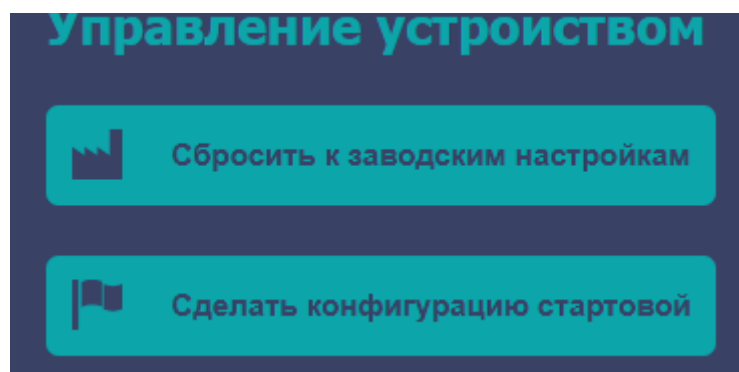 Управление устройством
Сбросить к заводским настройкам
Сделать конфигурацию стартовой